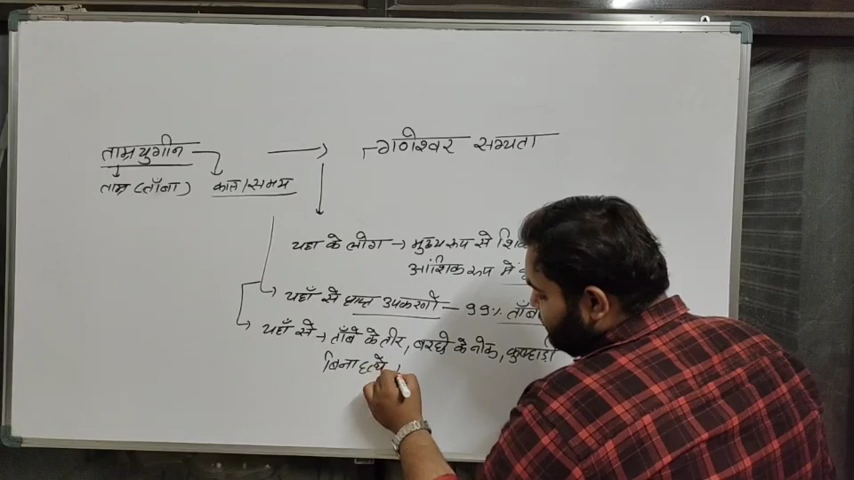 ताम्रयुगीन → गणेश्वर सभ्यता
ताम्र (ताँबा) काल/समय
यहां के लोग → मुख्य रूप से
आंशिक रूप में
यहाँ से प्राप्त उपकरणों - 99%
यहाँ से → ताँबे के तीर, बरछे के नोक, कुल्हाडी
बिना हत्थे